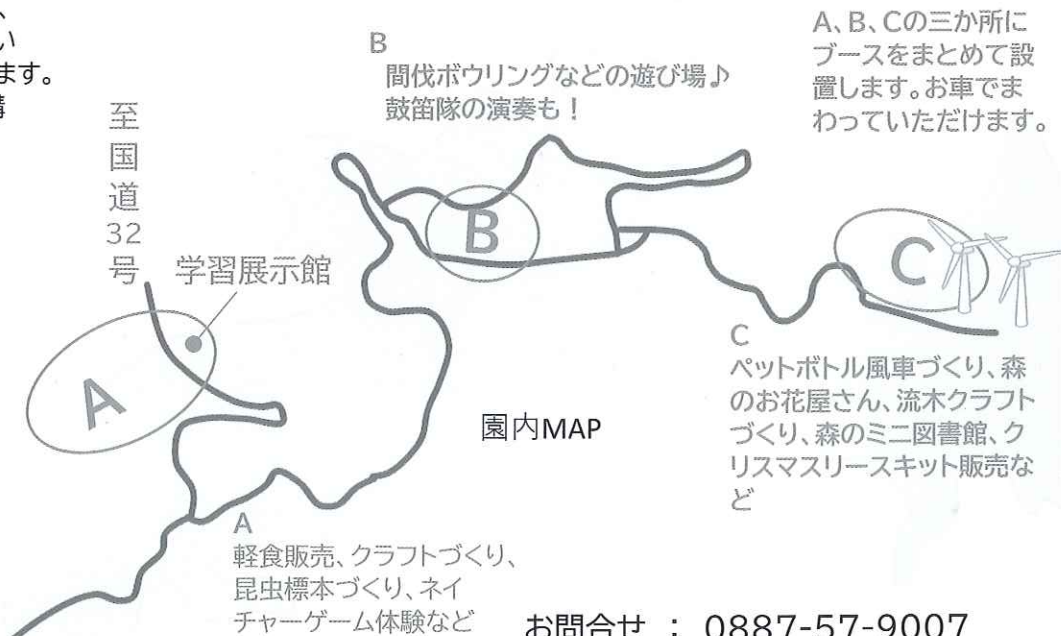 い
ます。
講
B
間伐ボウリングなどの遊び場♪
鼓笛隊の演奏も！
A、B、Cの三か所に
ブースをまとめて設
置します。お車でま
わっていただけます。
至
国
道
32
号
学習展示館
A
B
C
園内MAP
C
ペットボトル風車づくり、森
のお花屋さん、流木クラフト
づくり、森のミニ図書館、ク
リスマスリースキット販売な
ど
A
軽食販売、クラフトづくり、
昆虫標本づくり、ネイ
チャーゲーム体験など
お問合せ ： 0887-57-9007